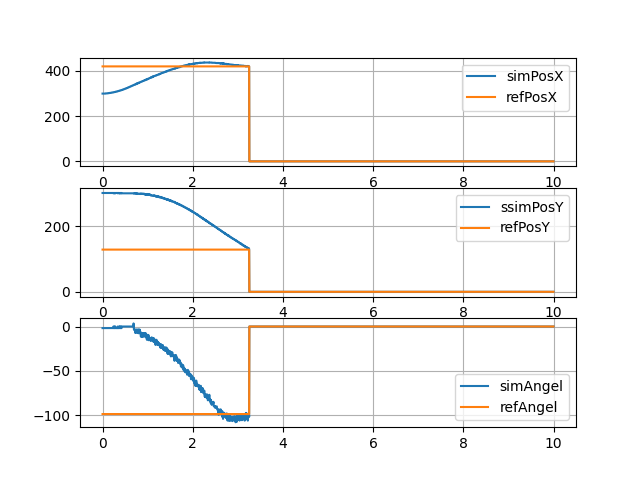 400
200
0
simPosX
refPosX
0 2 4 6 8 10
200
0
ssimPosY
refPosY
0 2 4 6 8 10
0
−50
−100
simAngel
refAngel
0 2 4 6 8 10